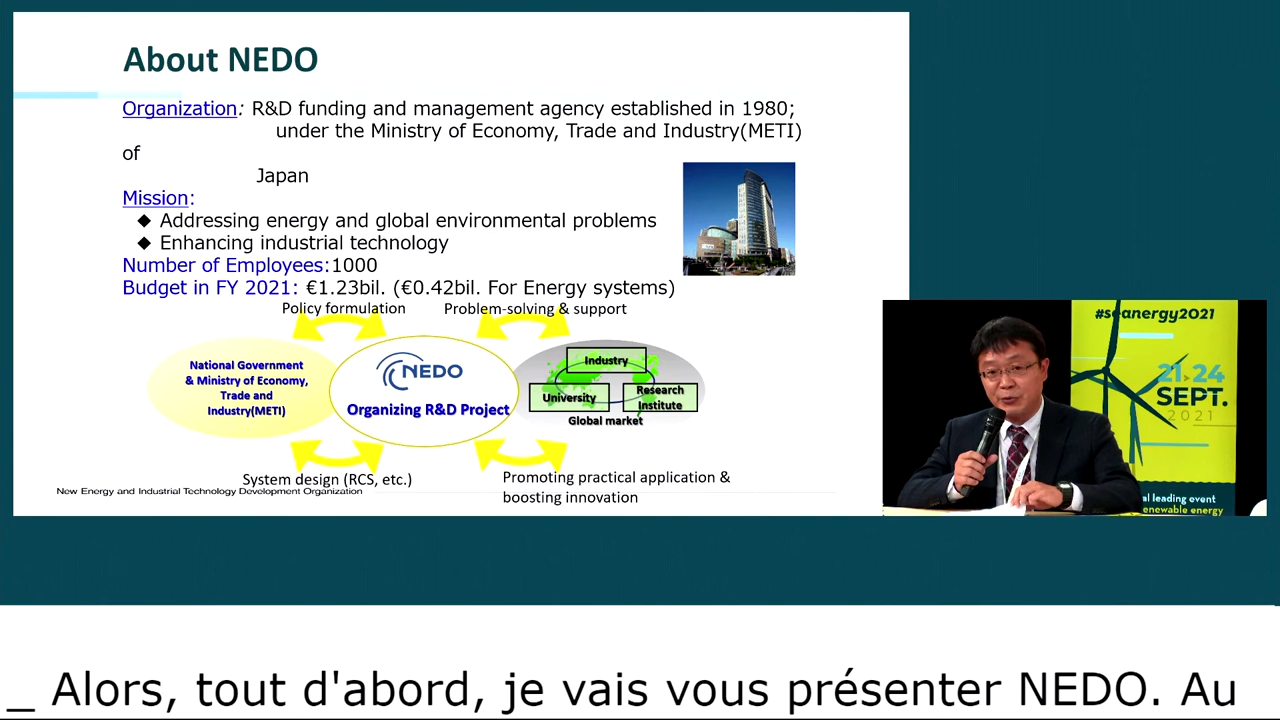 About NEDO
Organization: R&D funding and management agency established in 1980;
under the Ministry of Economy, Trade and Industry(METI)
of
Japan
Mission:
◆ Addressing energy and global environmental problems
◆ Enhancing industrial technology
Number of Employees:1000
Budget in FY 2021: €1.23bil. (€0.42bil. For Energy systems)
Policy formulation
Problem-solving & support
National Government
& Ministry of Economy,
Trade and
Industry(METI)
NEDO
Organizing R&D Project
Industry
University
Research
Institute
Global market
System design (RCS, etc.)
Promoting practical application &
boosting innovation
New Energy and Industrial Technology Development Organization
#seanergy2021
21>24
SEPT.
2021
al leading event
enewable energy
_ Alors, tout d'abord, je vais vous présenter NEDO. Au